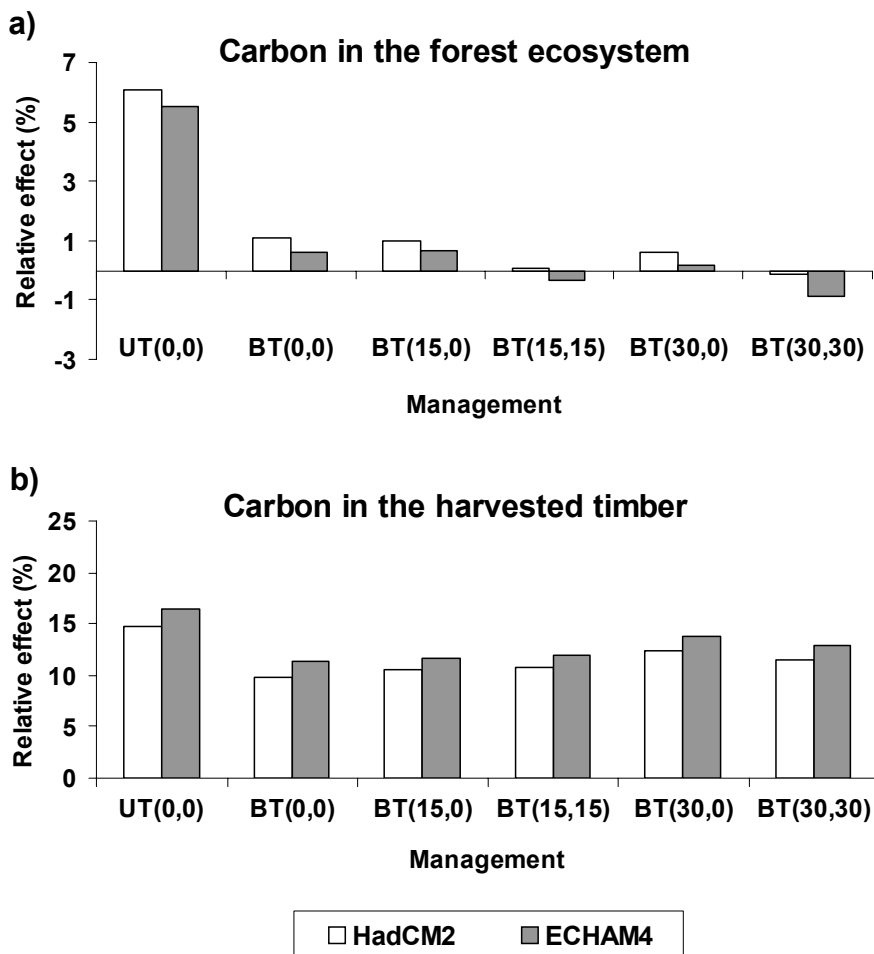 a)
Carbon in the forest ecosystem
Relative effect (%)
7
5
3
1
-1
-3
UT(0,0) BT(0,0) BT(15,0) BT(15,15) BT(30,0) BT(30,30)
Management
b)
Carbon in the harvested timber
Relative effect (%)
25
20
15
10
5
0
UT(0,0) BT(0,0) BT(15,0) BT(15,15) BT(30,0) BT(30,30)
Management
HadCM2 ECHAM4